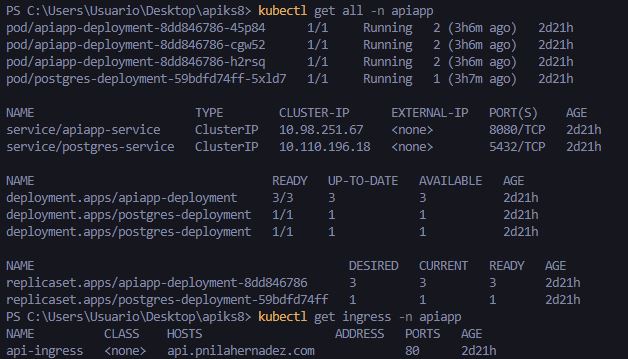 PS C:\Users\Usuario\Desktop\apiks8> kubectl get all -n apiapp
pod/apiapp-deployment-8dd846786-45p84 1/1 Running 2 (3h6m ago) 2d21h
pod/apiapp-deployment-8dd846786-cgw52 1/1 Running 2 (3h6m ago) 2d21h
pod/apiapp-deployment-8dd846786-h2rsq 1/1 Running 2 (3h6m ago) 2d21h
pod/postgres-deployment-59bdfd74ff-5xld7 1/1 Running 1 (3h7m ago) 2d21h
NAME TYPE CLUSTER-IP EXTERNAL-IP PORT(S) AGE
service/apiapp-service ClusterIP 10.98.251.67 <none> 8080/TCP 2d21h
service/postgres-service ClusterIP 10.110.196.18 <none> 5432/TCP 2d21h
NAME READY UP-TO-DATE AVAILABLE AGE
deployment.apps/apiapp-deployment 3/3 3 3 2d21h
deployment.apps/postgres-deployment 1/1 1 1 2d21h
deployment.apps/postgres-deployment 1/1 1 1 2d21h
NAME DESIRED CURRENT READY AGE
replicaset.apps/apiapp-deployment-8dd846786 3 3 3 2d21h
replicaset.apps/postgres-deployment-59bdfd74ff 1 1 1 2d21h
PS C:\Users\Usuario\Desktop\apiks8> kubectl get ingress -n apiapp
NAME CLASS HOSTS ADDRESS PORTS AGE
api-ingress <none> api.pnilahernadez.com 80 2d21h